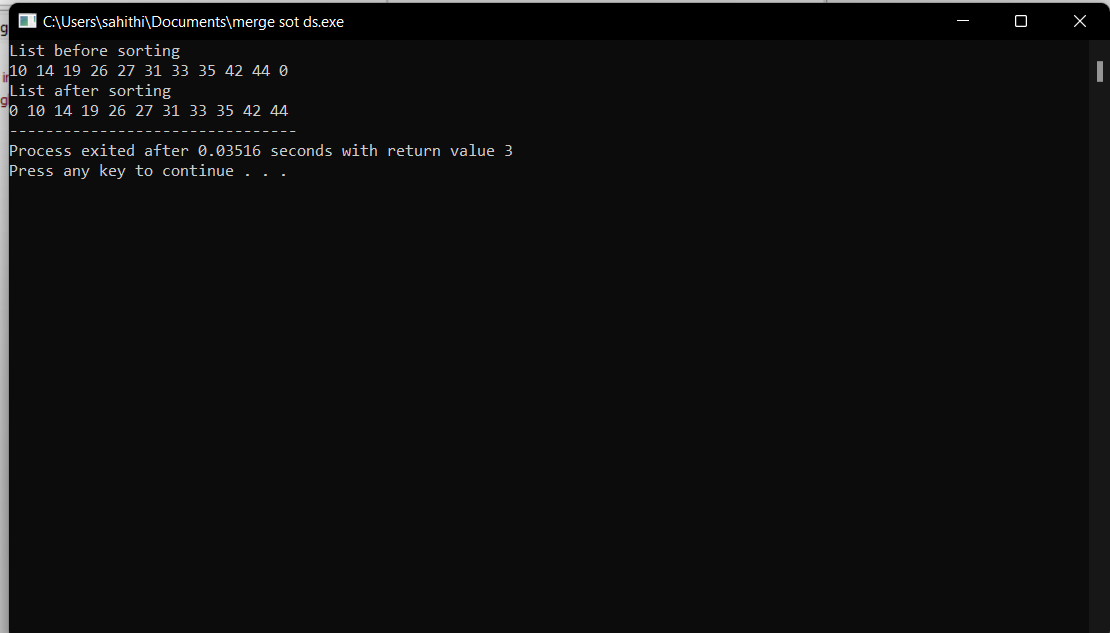 C:\Users\sahithi\Documents\merge sot ds.exe
List before sorting
10 14 19 26 27 31 33 35 42 44 0
List after sorting
0 10 14 19 26 27 31 33 35 42 44
--------------------------------
Process exited after 0.03516 seconds with return value 3
Press any key to continue . . .